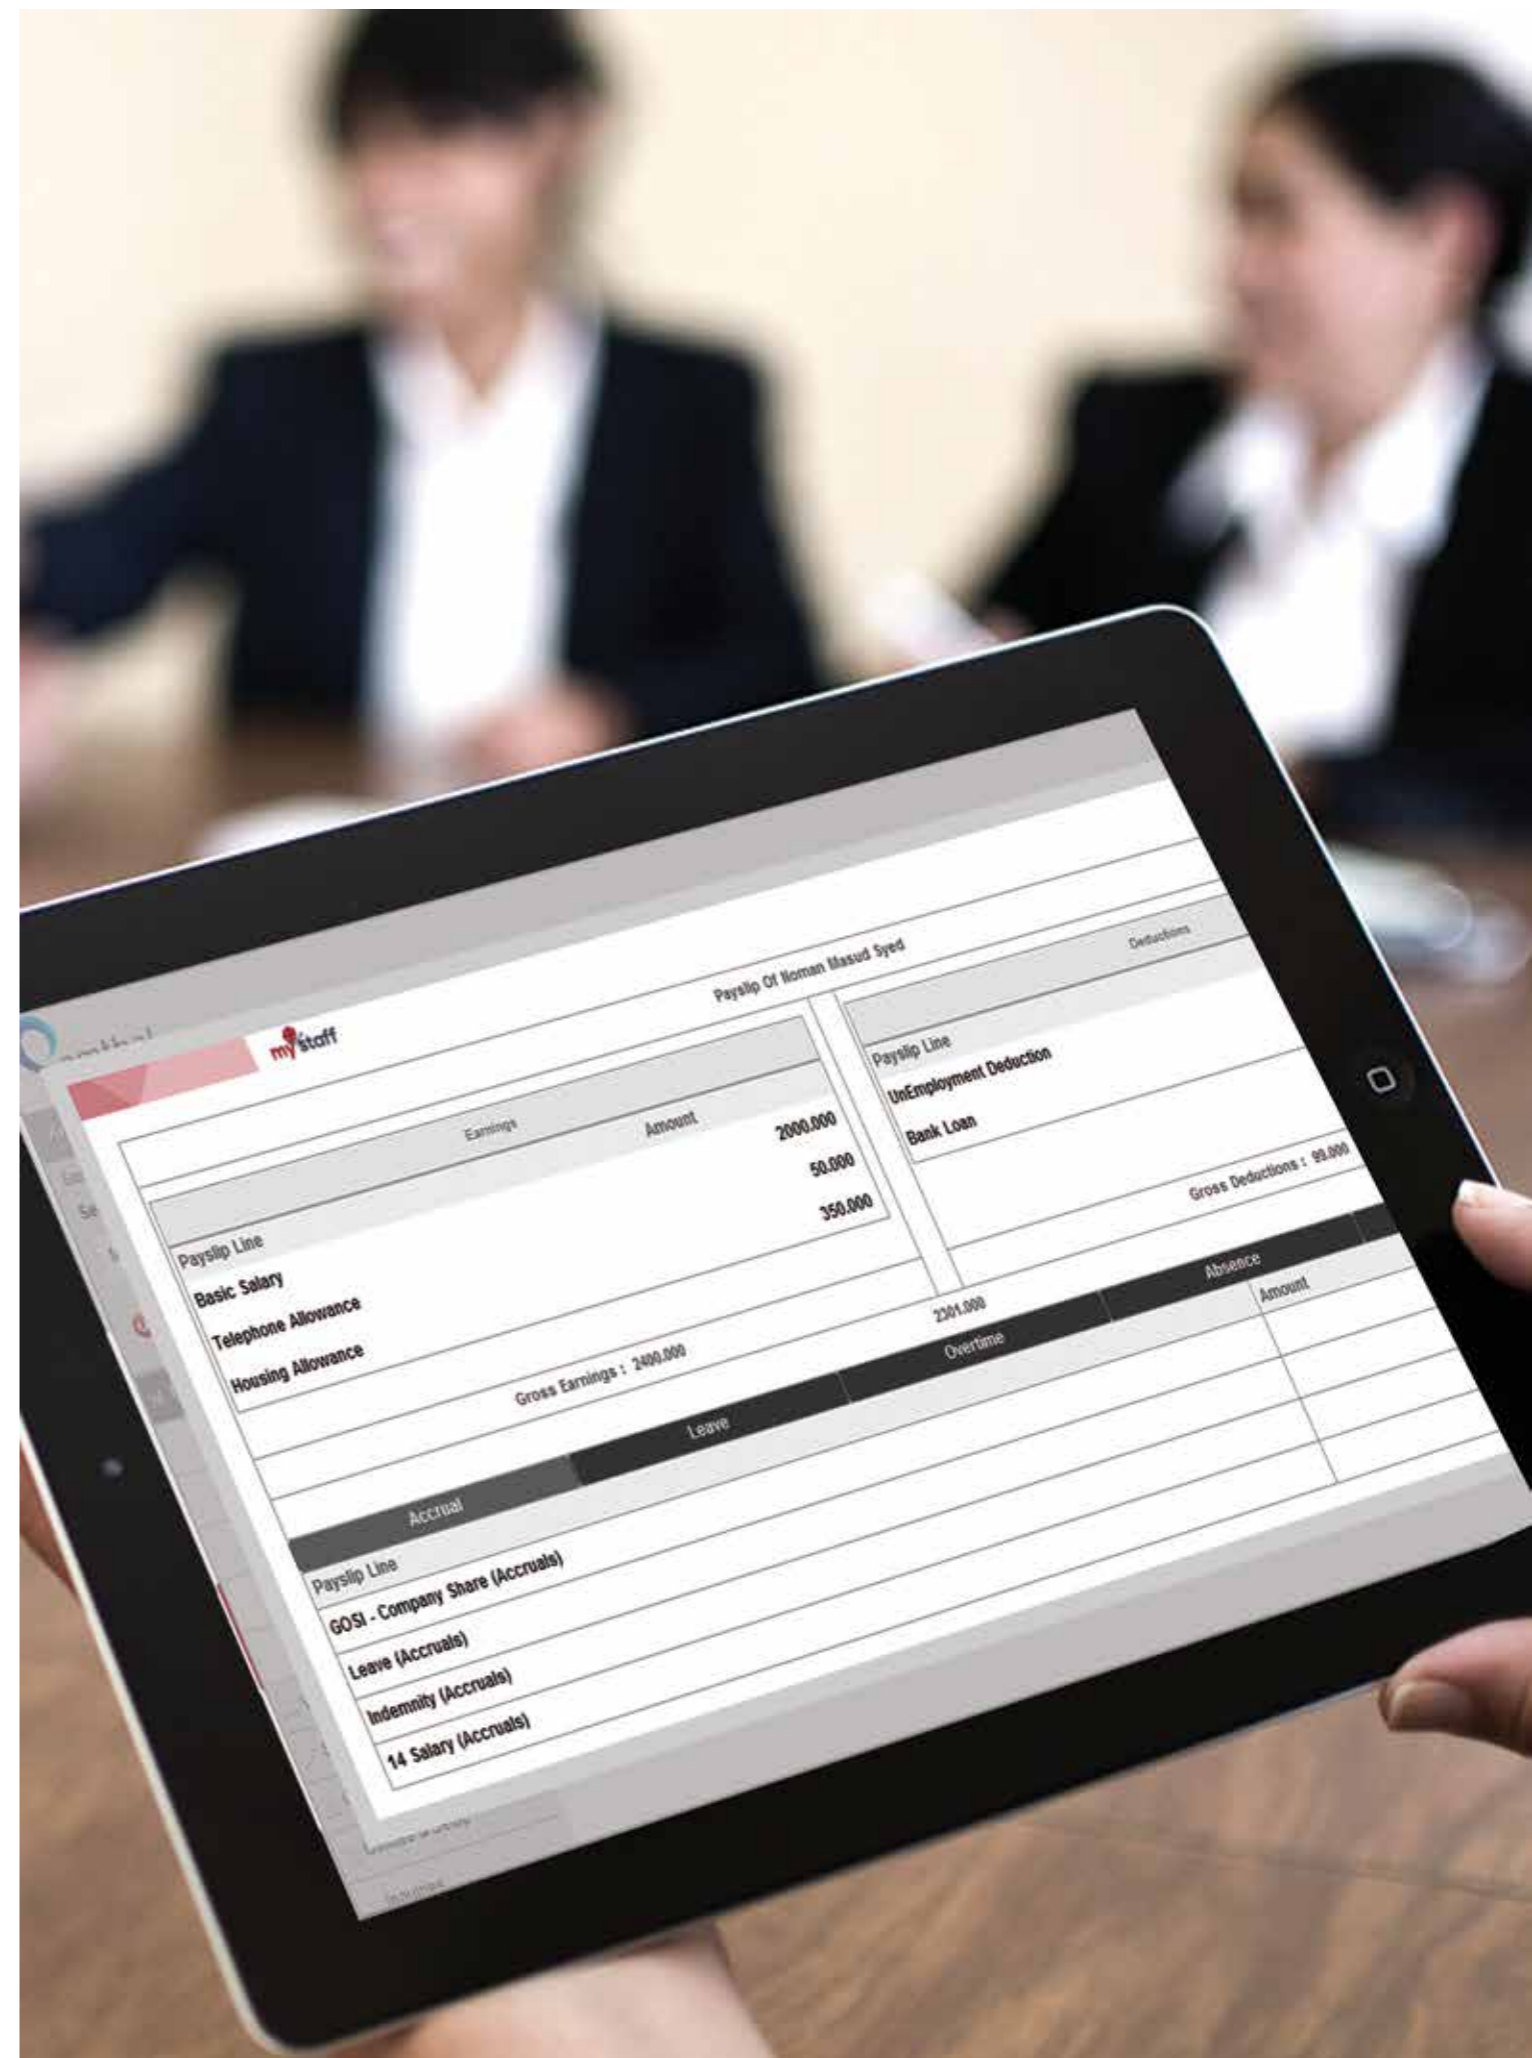 mystaff
Payslip Of Noman Masud Syed
Earnings
Payslip Line Amount
Basic Salary 2000.000
Telephone Allowance 50.000
Housing Allowance 350.000
Gross Earnings : 2400.000
Deductions
Payslip Line
UnEmployment Deduction
Bank Loan
Gross Deductions : 99.000
2301.000
Accrual Leave Overtime Absence
Payslip Line Amount
GOSI - Company Share (Accruals)
Leave (Accruals)
Indemnity (Accruals)
14 Salary (Accruals)